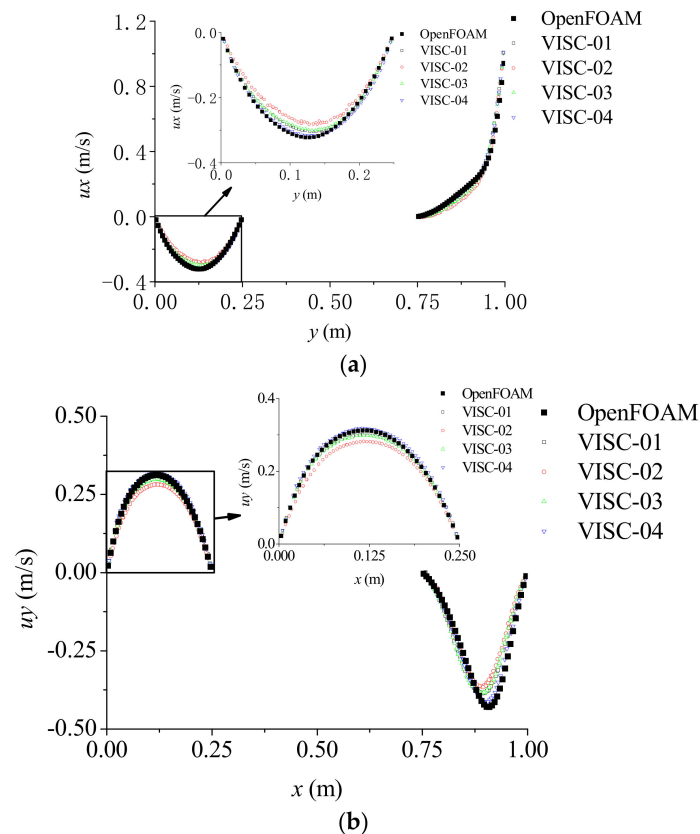 OpenFOAM
VISC-01
VISC-02
VISC-03
VISC-04
OpenFOAM
VISC-01
VISC-02
VISC-03
VISC-04
0.0
-0.2
-0.4
ux (m/s)
0.0 0.1 0.2
y (m)
1.2
0.8
0.4
0.0
-0.4
ux (m/s)
0.00 0.25 0.50 0.75 1.00
y (m)
(a)
OpenFOAM
VISC-01
VISC-02
VISC-03
VISC-04
OpenFOAM
VISC-01
VISC-02
VISC-03
VISC-04
0.4
0.2
0.0
uy (m/s)
0.000 0.125 0.250
x (m)
0.50
0.25
0.00
-0.25
-0.50
uy (m/s)
0.00 0.25 0.50 0.75 1.00
x (m)
(b)